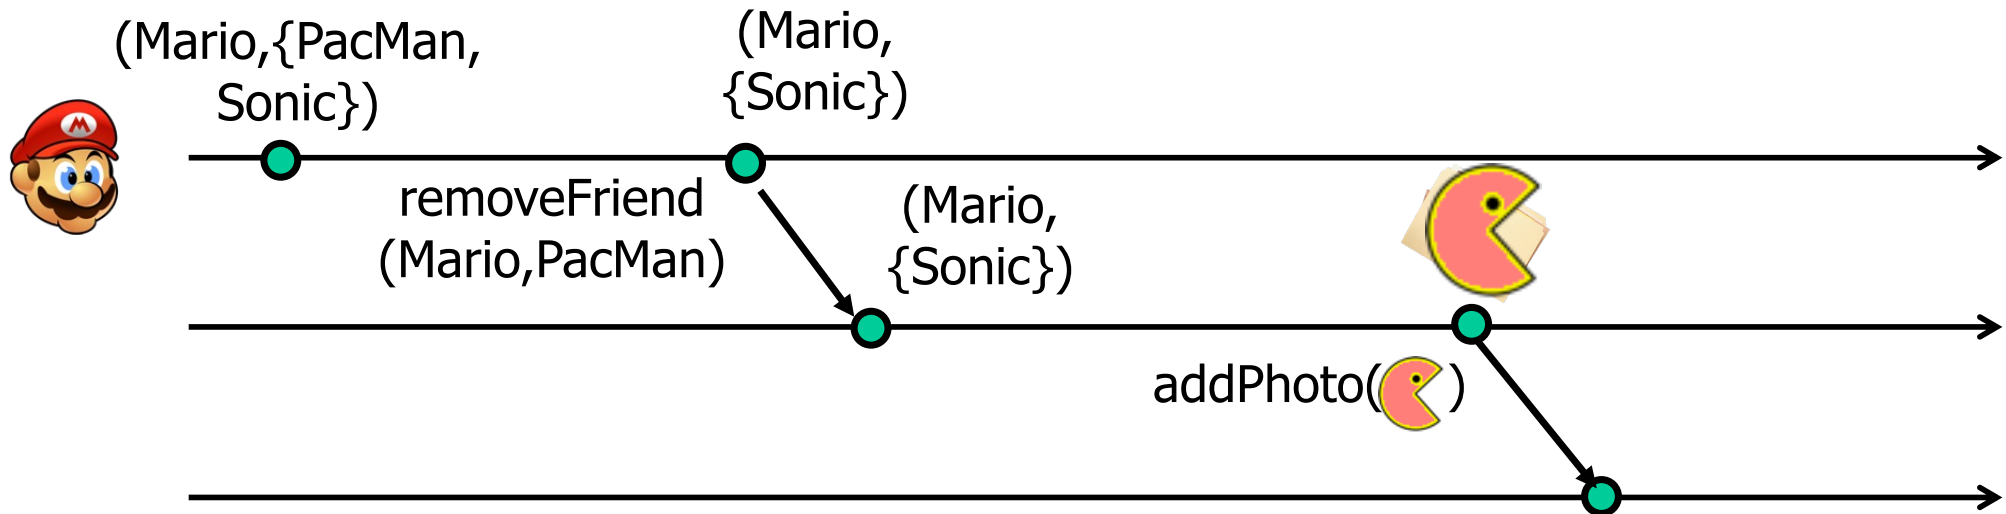 (Mario,{PacMan,
Sonic})
(Mario,
{Sonic})
removeFriend
(Mario,PacMan)
(Mario,
{Sonic})
addPhoto( )